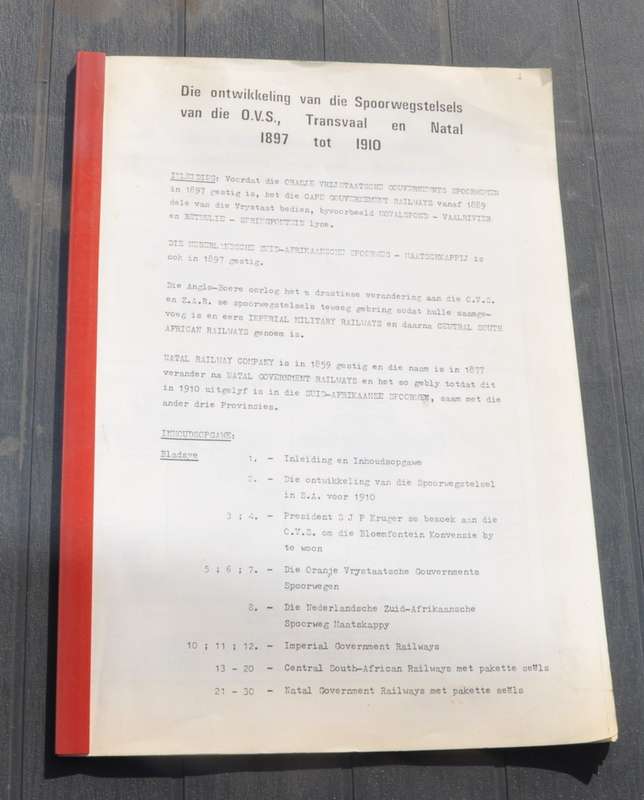 Die ontwikkeling van die Spoorwegstelsels
van die O.V.S., Transvaal en Natal
1897 tot 1910
INLEIDING: Voordat die ORANJE VRIJSTAATSCHE GOUVERNEMENTS SPOORWEGEN
in 1897 gestig is, het die CAPE GOUVERNEMENT RAILWAYS vanaf 1889
dele van die Vrystaat bedien, byvoorbeeld NOVALSPOND - VAALRIVIER
en BETHULIE - SPRINGFONTEIN lyne.
DIE NEDERLANDSCHE ZUID-AFRIKAANSCHE SPOORWEG - MAATSCHAPPIJ is
ook in 1897 gestig.
Die Anglo-Boere oorlog het 'n drastiese verandering aan die O.V.S.
en Z.A.R. se spoorwegstelsels teweeg gebring sodat hulle saamge-
voeg is en eers IMPERIAL MILITARY RAILWAYS en daarna CENTRAL SOUTH
AFRICAN RAILWAYS genoem is.
NATAL RAILWAY COMPANY is in 1859 gestig en die naam is in 1877
verander na NATAL GOVERNMENT RAILWAYS en het so gebly totdat dit
in 1910 uitgelyf is in die SUID-AFRIKAANSE SPOORWEË, saam met die
ander drie Provinsies.
INHOUDSOPGAWE:
Bladsye 1. - Inleiding en Inhoudsopgawe
2. - Die ontwikkeling van die Spoorwegstelsel
in S.A. voor 1910
3 ; 4. - President S J P Kruger se besoek aan die
O.V.S. om die Bloemfontein Konvensie by
te woon
5 ; 6 ; 7. - Die Oranje Vrystaatsche Gouvernments
Spoorwegen
8. - Die Nederlandsche Zuid-Afrikaansche
Spoorweg Maatskappy
10 ; 11 ; 12. - Imperial Government Railways
13 - 20 - Central South-African Railways met pakette seëls
21 - 30 - Natal Government Railways met pakette seëls